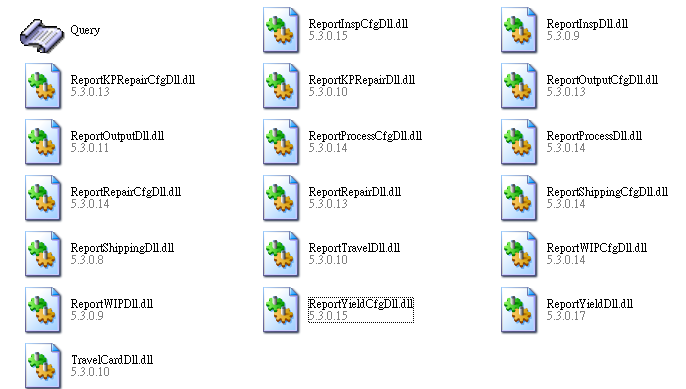 Query
ReportInspCfgDll.dll
5.3.0.15
ReportInspDll.dll
5.3.0.9
ReportKPRepairCfgDll.dll
5.3.0.13
ReportKPRepairDll.dll
5.3.0.10
ReportOutputCfgDll.dll
5.3.0.13
ReportOutputDll.dll
5.3.0.11
ReportProcessCfgDll.dll
5.3.0.14
ReportProcessDll.dll
5.3.0.14
ReportRepairCfgDll.dll
5.3.0.14
ReportRepairDll.dll
5.3.0.13
ReportShippingCfgDll.dll
5.3.0.14
ReportShippingDll.dll
5.3.0.8
ReportTravelDll.dll
5.3.0.10
ReportWIPCfgDll.dll
5.3.0.14
ReportWIPDll.dll
5.3.0.9
ReportYieldCfgDll.dll
5.3.0.15
ReportYieldDll.dll
5.3.0.17
TravelCardDll.dll
5.3.0.10